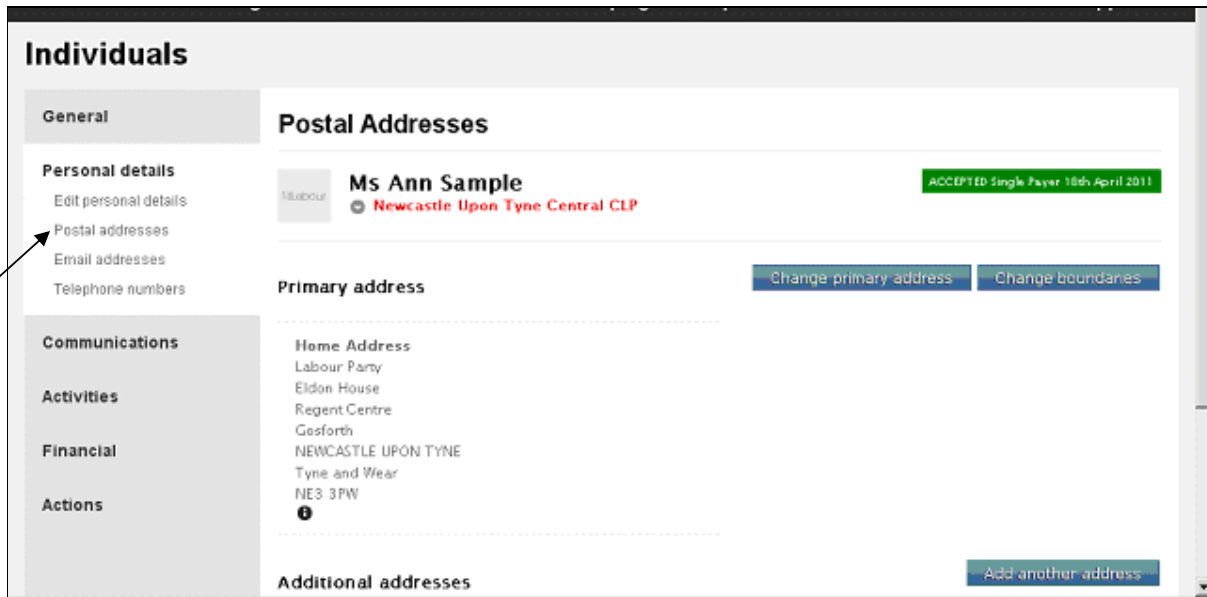 Individuals
General
Personal details
Edit personal details
Postal addresses
Email addresses
Telephone numbers
Communications
Activities
Financial
Actions
Postal Addresses
Ms Ann Sample
Newcastle Upon Tyne Central CLP
ACCEPTED Single Payer 18th April 2011
Primary address
Change primary address
Change boundaries
Home Address
Labour Party
Eldon House
Regent Centre
Gosforth
NEWCASTLE UPON TYNE
Tyne and Wear
NE3 3PW
Additional addresses
Add another address